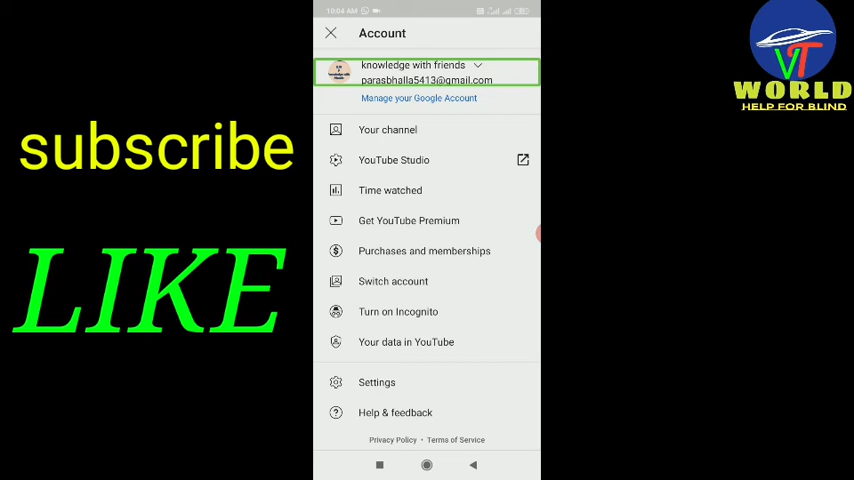 10:04 AM
Account
knowledge with friends
parasbhalla5413@gmail.com
Manage your Google Account
Your channel
YouTube Studio
Time watched
Get YouTube Premium
Purchases and memberships
Switch account
Turn on Incognito
Your data in YouTube
Settings
Help & feedback
Privacy Policy • Terms of Service
subscribe
LIKE
VT
WORLD
HELP FOR BLIND